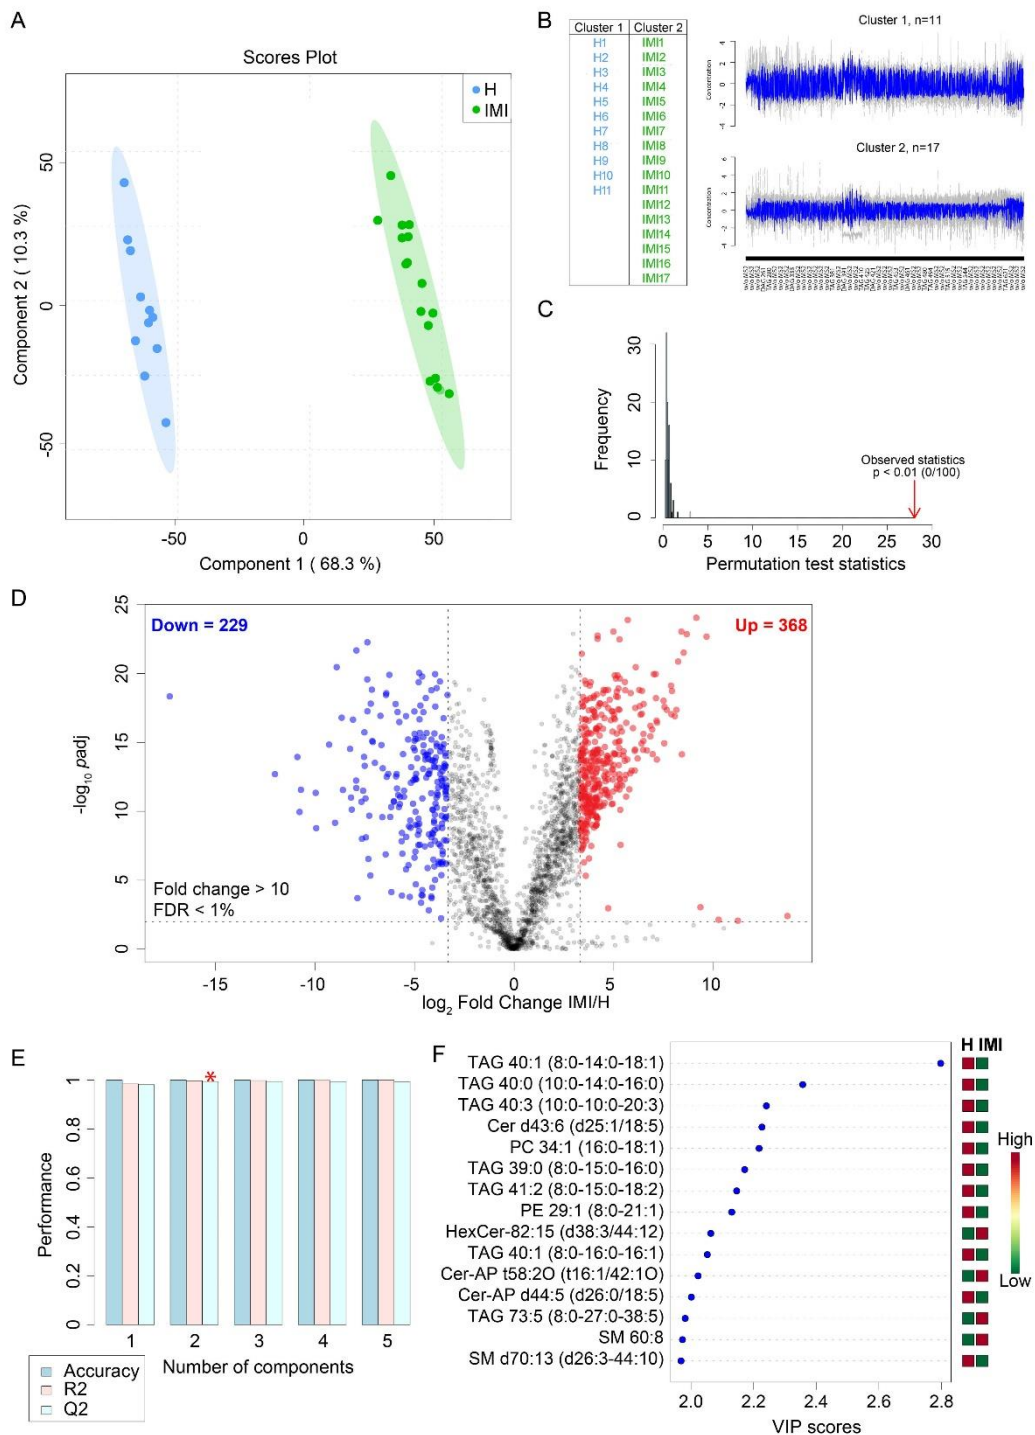 A
Scores Plot
H
IMI
Component 2 ( 10.3 %)
50
0
-50
-50
0
50
Component 1 ( 68.3 %)
B
Cluster 1 Cluster 2
H1 IMI1
H2 IMI2
H3 IMI3
H4 IMI4
H5 IMI5
H6 IMI6
H7 IMI7
H8 IMI8
H9 IMI9
H10 IMI10
H11 IMI11
IMI12
IMI13
IMI14
IMI15
IMI16
IMI17
Cluster 1, n=11
Concentration
4
2
0
-2
-4
Cluster 2, n=17
Concentration
6
4
2
0
-2
-4
C
Frequency
30
20
10
0
Observed statistics
p < 0.01 (0/100)
0 5 10 15 20 25 30
Permutation test statistics
D
Down = 229
Up = 368
-log10 padj
25
20
15
10
5
0
Fold change > 10
FDR < 1%
-15 -10 -5 0 5 10
log2 Fold Change IMI/H
E
Performance
1
0.8
0.6
0.4
0.2
0
*
1 2 3 4 5
Number of components
Accuracy
R2
Q2
F
H IMI
TAG 40:1 (8:0-14:0-18:1)
TAG 40:0 (10:0-14:0-16:0)
TAG 40:3 (10:0-10:0-20:3)
Cer d43:6 (d25:1/18:5)
PC 34:1 (16:0-18:1)
TAG 39:0 (8:0-15:0-16:0)
TAG 41:2 (8:0-15:0-18:2)
PE 29:1 (8:0-21:1)
HexCer-82:15 (d38:3/44:12)
TAG 40:1 (8:0-16:0-16:1)
Cer-AP t58:2O (t16:1/42:1O)
Cer-AP d44:5 (d26:0/18:5)
TAG 73:5 (8:0-27:0-38:5)
SM 60:8
SM d70:13 (d26:3-44:10)
High
Low
2.0 2.2 2.4 2.6 2.8
VIP scores